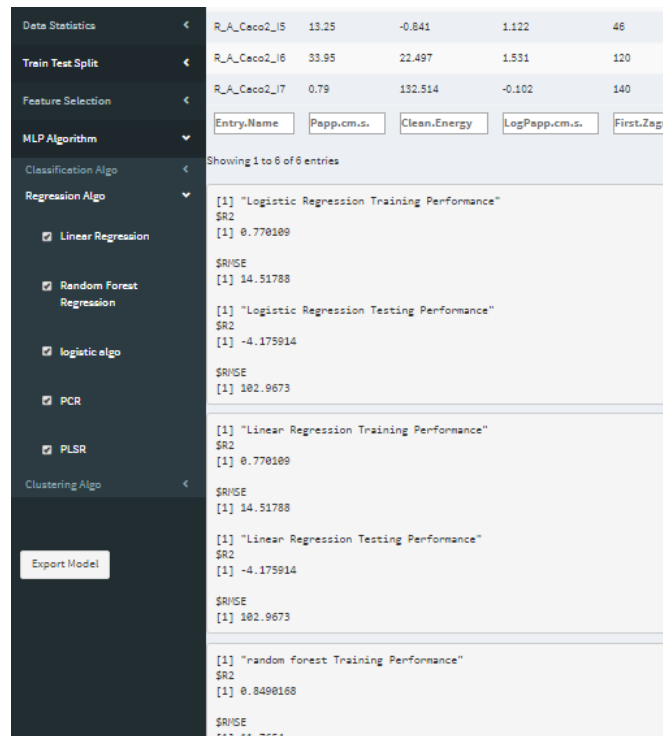 Data Statistics
Train Test Split
Feature Selection
MLP Algorithm
Classification Algo
Regression Algo
Linear Regression
Random Forest
Regression
logistic algo
PCR
PLSR
Clustering Algo
Export Model
R_A_Caco2_I5 13.25 -0.841 1.122 46
R_A_Caco2_I6 33.95 22.497 1.531 120
R_A_Caco2_I7 0.79 132.514 -0.102 140
Entry.Name Papp.cm.s. Clean.Energy LogPapp.cm.s. First.Zag
Showing 1 to 6 of 6 entries
[1] "Logistic Regression Training Performance"
$R2
[1] 0.770109
$RMSE
[1] 14.51788
[1] "Logistic Regression Testing Performance"
$R2
[1] -4.175914
$RMSE
[1] 102.9673
[1] "Linear Regression Training Performance"
$R2
[1] 0.770109
$RMSE
[1] 14.51788
[1] "Linear Regression Testing Performance"
$R2
[1] -4.175914
$RMSE
[1] 102.9673
[1] "random forest Training Performance"
$R2
[1] 0.8490168
$RMSE